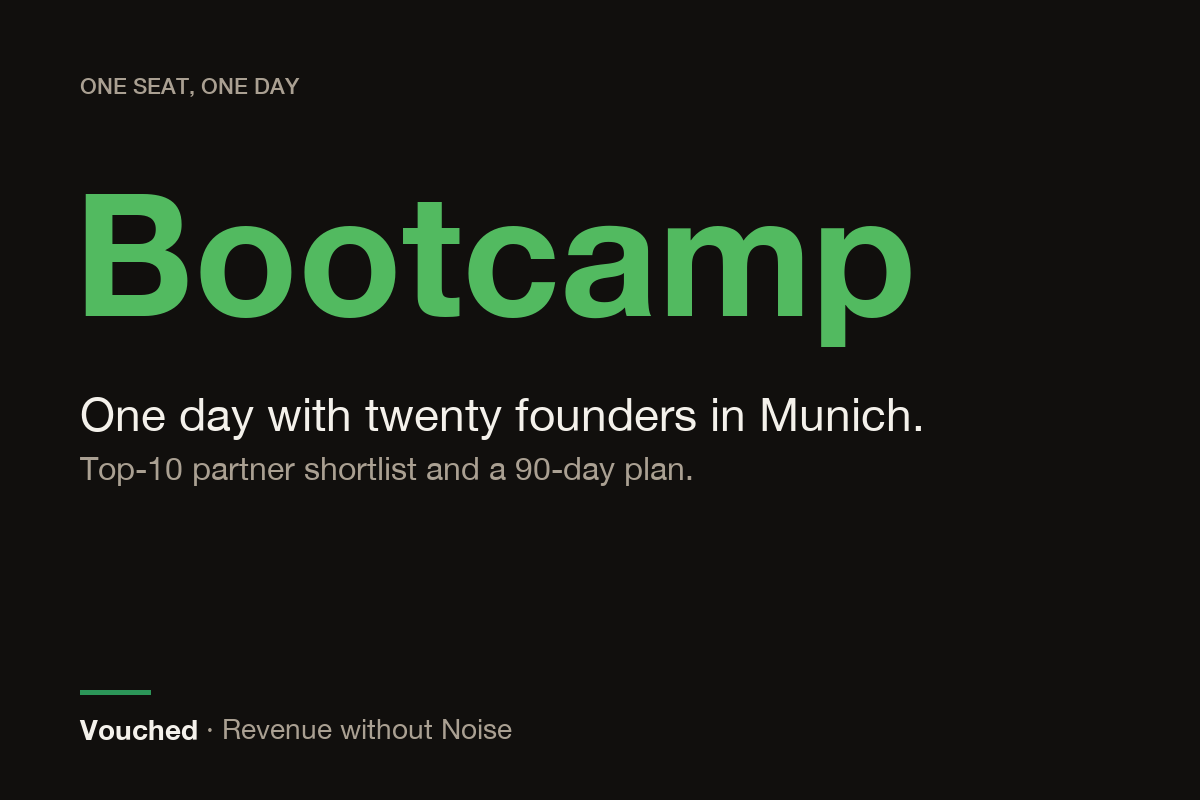 ONE SEAT, ONE DAY
Bootcamp
One day with twenty founders in Munich.
Top-10 partner shortlist and a 90-day plan.
Vouched · Revenue without Noise